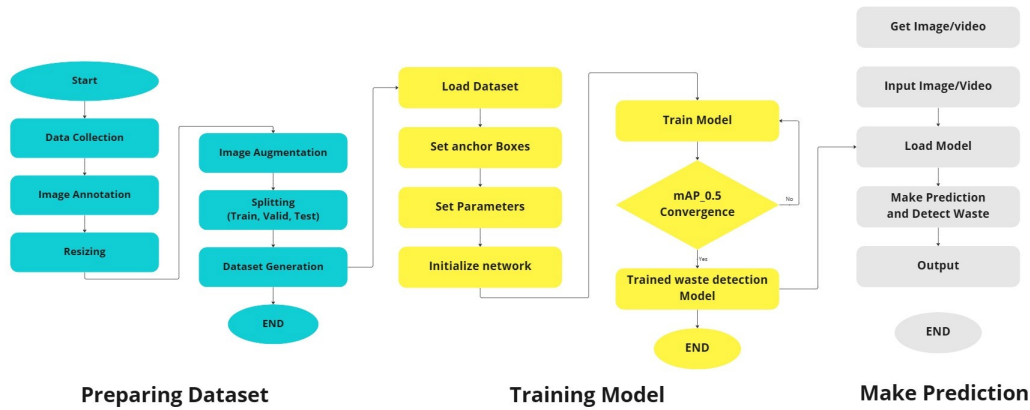 Start
Data Collection
Image Annotation
Resizing
Image Augmentation
Splitting
(Train, Valid, Test)
Dataset Generation
END
Preparing Dataset
Load Dataset
Set anchor Boxes
Set Parameters
Initialize network
Train Model
mAP_0.5
Convergence
No
Yes
Trained waste detection
Model
END
Training Model
Get Image/video
Input Image/Video
Load Model
Make Prediction
and Detect Waste
Output
END
Make Prediction